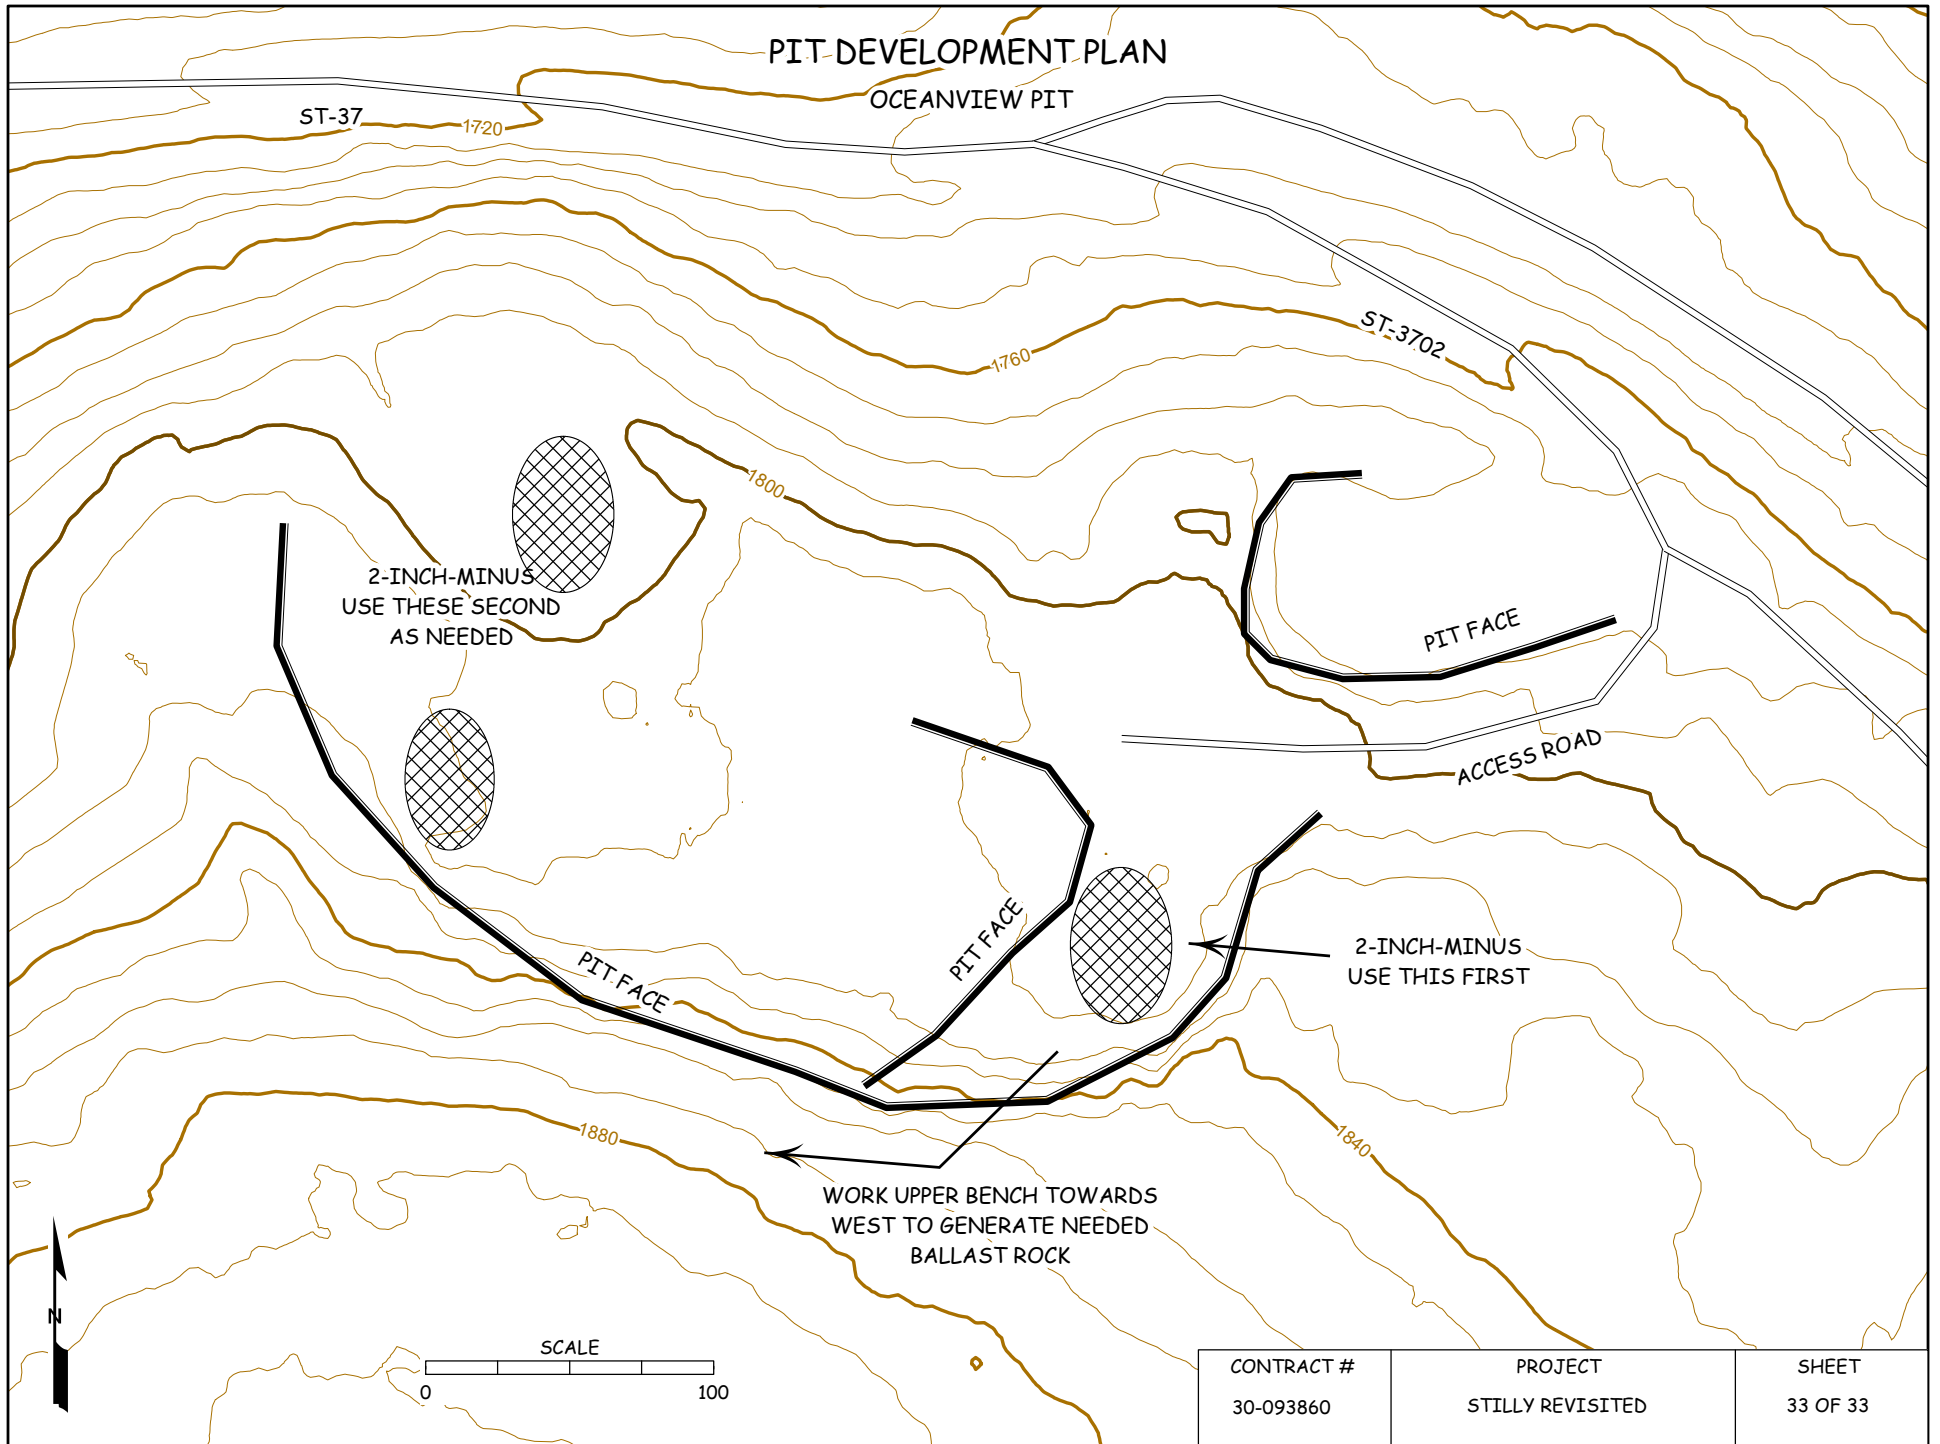 PIT DEVELOPMENT PLAN
OCEANVIEW PIT
ST-37
1720
ST-3702
1760
1800
2-INCH-MINUS
USE THESE SECOND
AS NEEDED
PIT FACE
ACCESS ROAD
PIT FACE
PIT FACE
2-INCH-MINUS
USE THIS FIRST
1880
1840
WORK UPPER BENCH TOWARDS
WEST TO GENERATE NEEDED
BALLAST ROCK
N
SCALE
0 100
CONTRACT # PROJECT SHEET
30-093860 STILLY REVISITED 33 OF 33